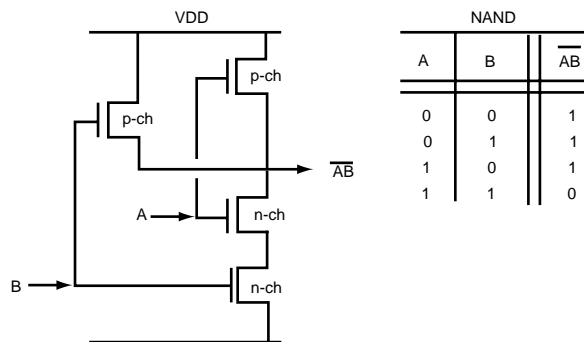 VDD
p-ch
p-ch
AB
A
n-ch
B
n-ch
NAND
A B AB
0 0 1
0 1 1
1 0 1
1 1 0